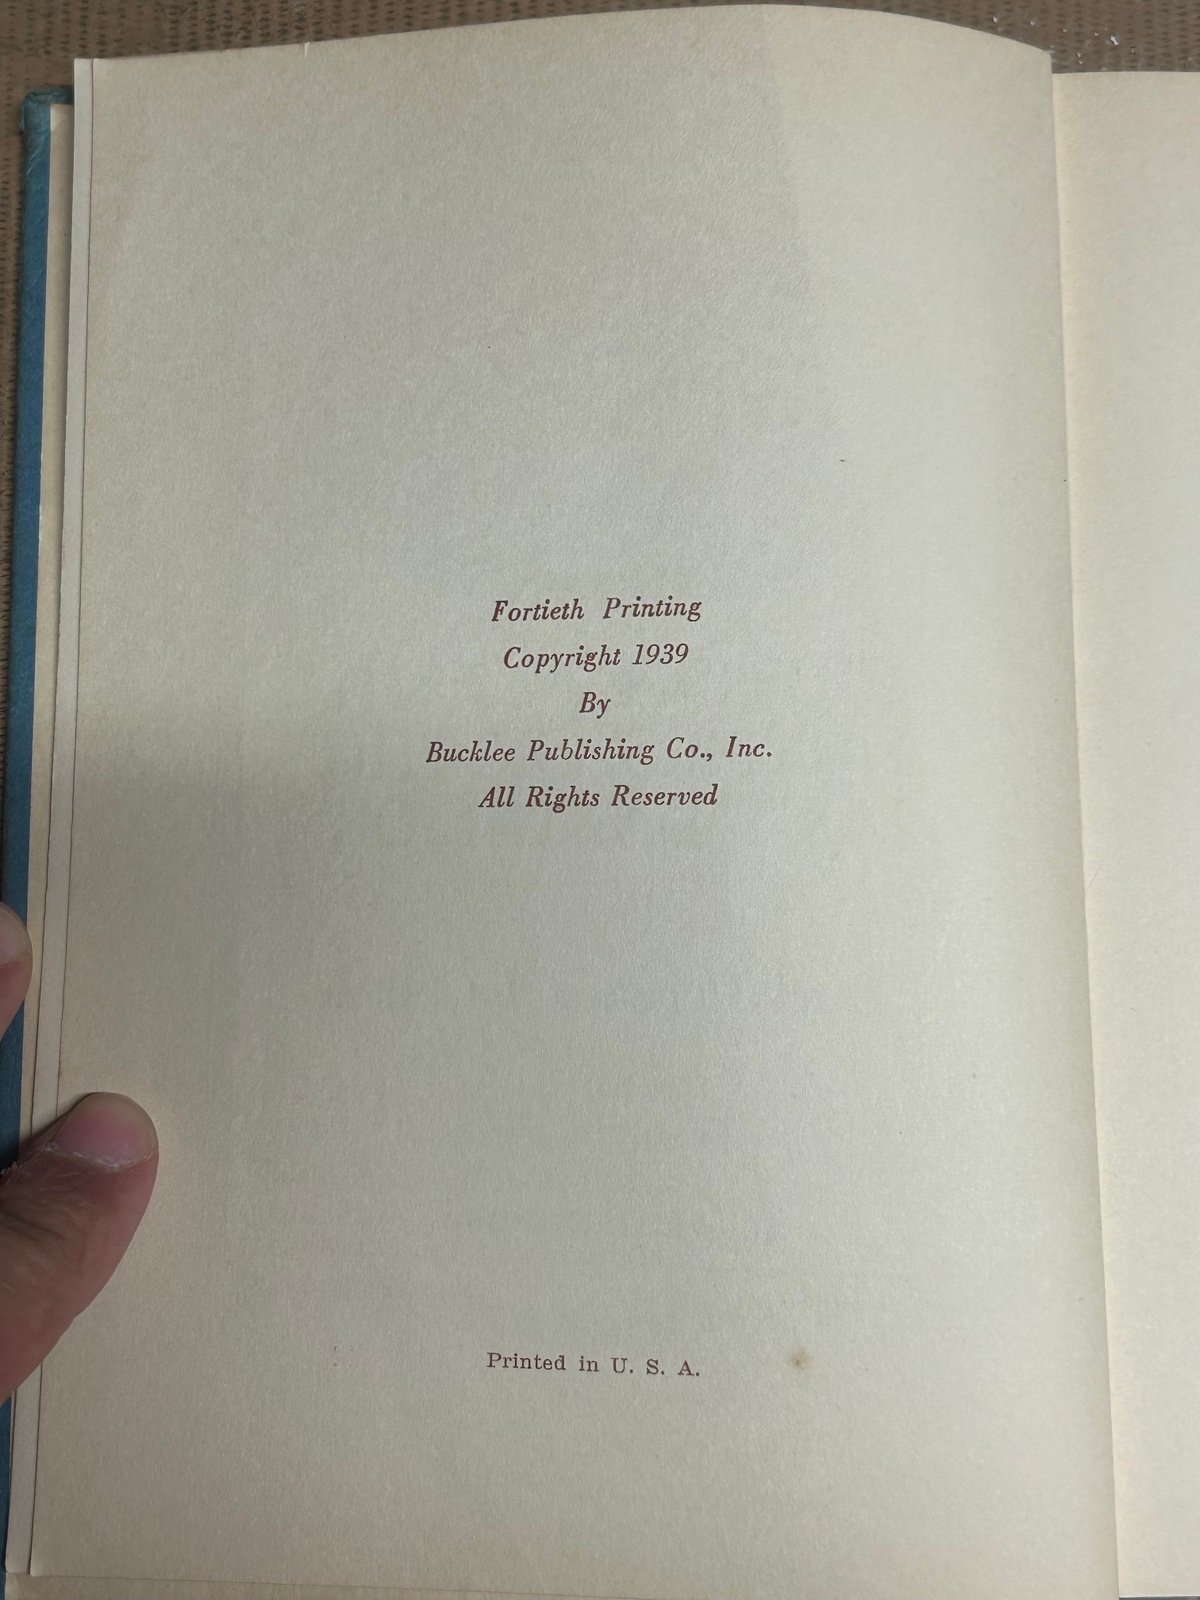 Fortieth Printing
Copyright 1939
By
Bucklee Publishing Co., Inc.
All Rights Reserved
Printed in U. S. A.